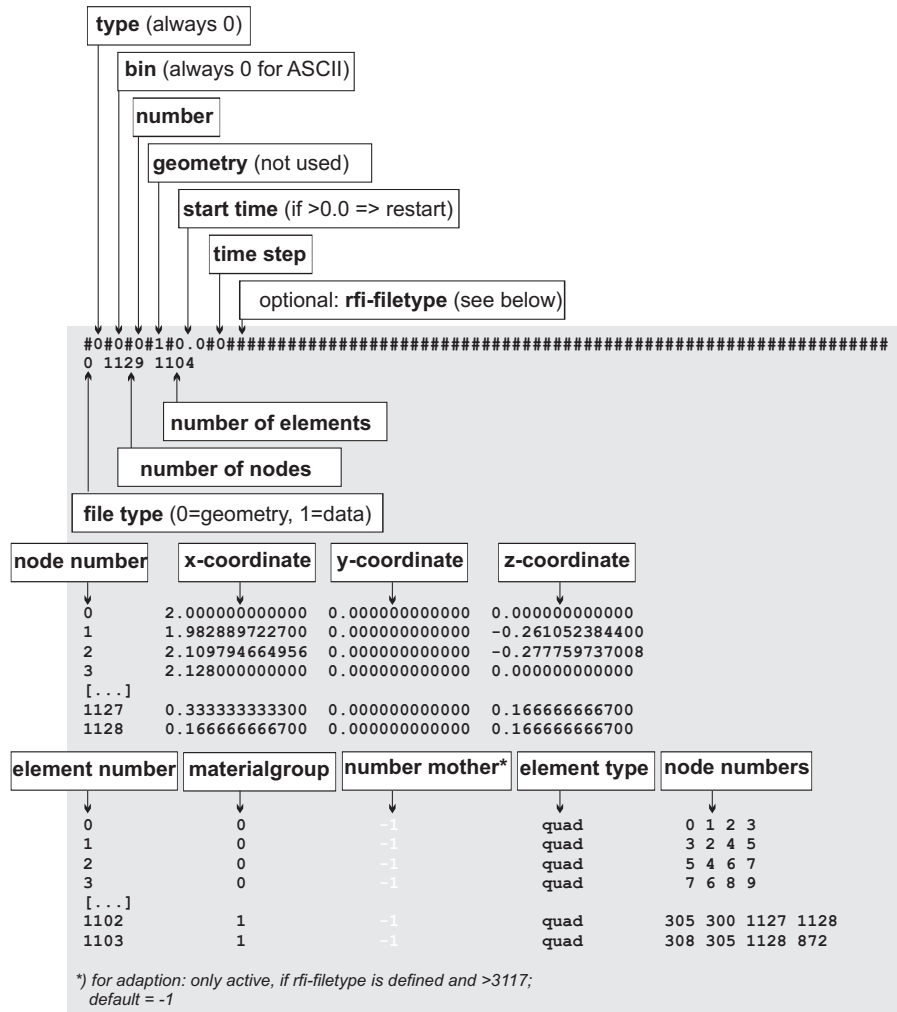 type (always 0)
bin (always 0 for ASCII)
number
geometry (not used)
start time (if >0.0 => restart)
time step
optional: rfi-filetype (see below)
#0#0#0#1#0.0#0#################################################################
0 1129 1104
number of elements
number of nodes
file type (0=geometry, 1=data)
node number x-coordinate y-coordinate z-coordinate
0 2.000000000000 0.000000000000 0.000000000000
1 1.982889722700 0.000000000000 -0.261052384400
2 2.109794664956 0.000000000000 -0.277759737008
3 2.128000000000 0.000000000000 0.000000000000
[...]
1127 0.333333333300 0.000000000000 0.166666666700
1128 0.166666666700 0.000000000000 0.166666666700
element number materialgroup number mother* element type node numbers
0 0 -1 quad 0 1 2 3
1 0 -1 quad 3 2 4 5
2 0 -1 quad 5 4 6 7
3 0 -1 quad 7 6 8 9
[...]
1102 1 -1 quad 305 300 1127 1128
1103 1 -1 quad 308 305 1128 872
*) for adaption: only active, if rfi-filetype is defined and >3117;
default = -1